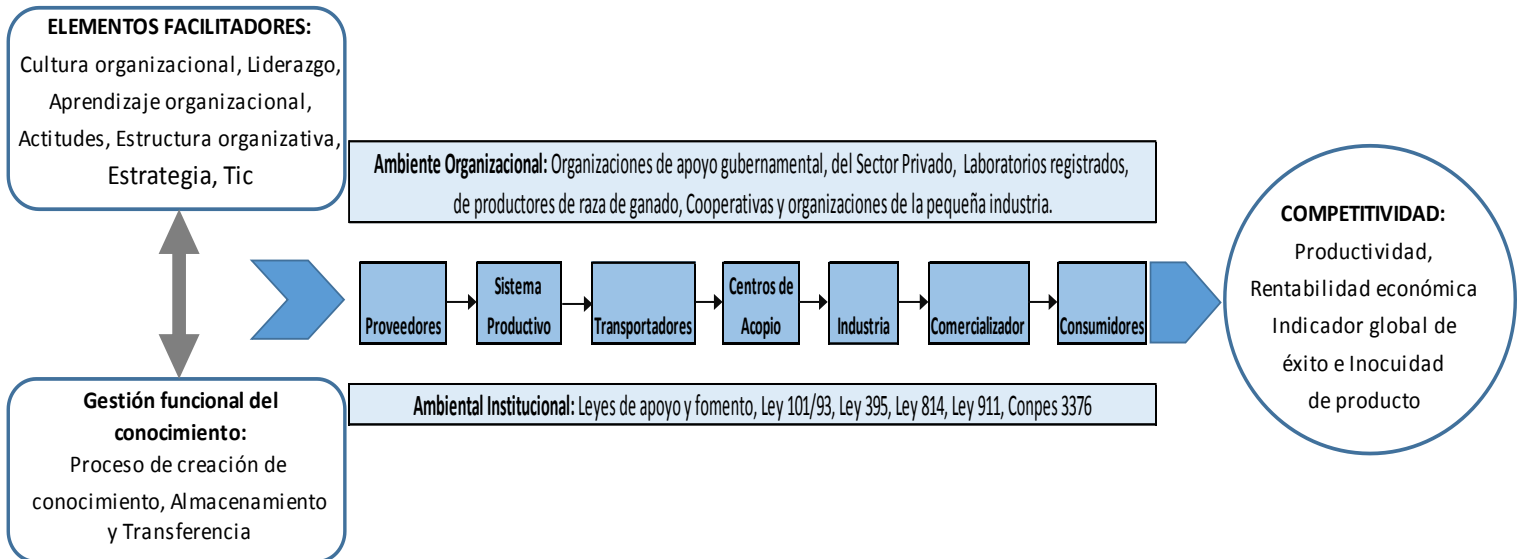 ELEMENTOS FACILITADORES:
Cultura organizacional, Liderazgo,
Aprendizaje organizacional,
Actitudes, Estructura organizativa,
Estrategia, Tic
Ambiente Organizacional: Organizaciones de apoyo gubernamental, del Sector Privado, Laboratorios registrados,
de productores de raza de ganado, Cooperativas y organizaciones de la pequeña industria.
Proveedores
Sistema
Productivo
Transportadores
Centros de
Acopio
Industria
Comercializador
Consumidores
Ambiental Institucional: Leyes de apoyo y fomento, Ley 101/93, Ley 395, Ley 814, Ley 911, Conpes 3376
Gestión funcional del
conocimiento:
Proceso de creación de
conocimiento, Almacenamiento
y Transferencia
COMPETITIVIDAD:
Productividad,
Rentabilidad económica
Indicador global de
éxito e Inocuidad
de producto